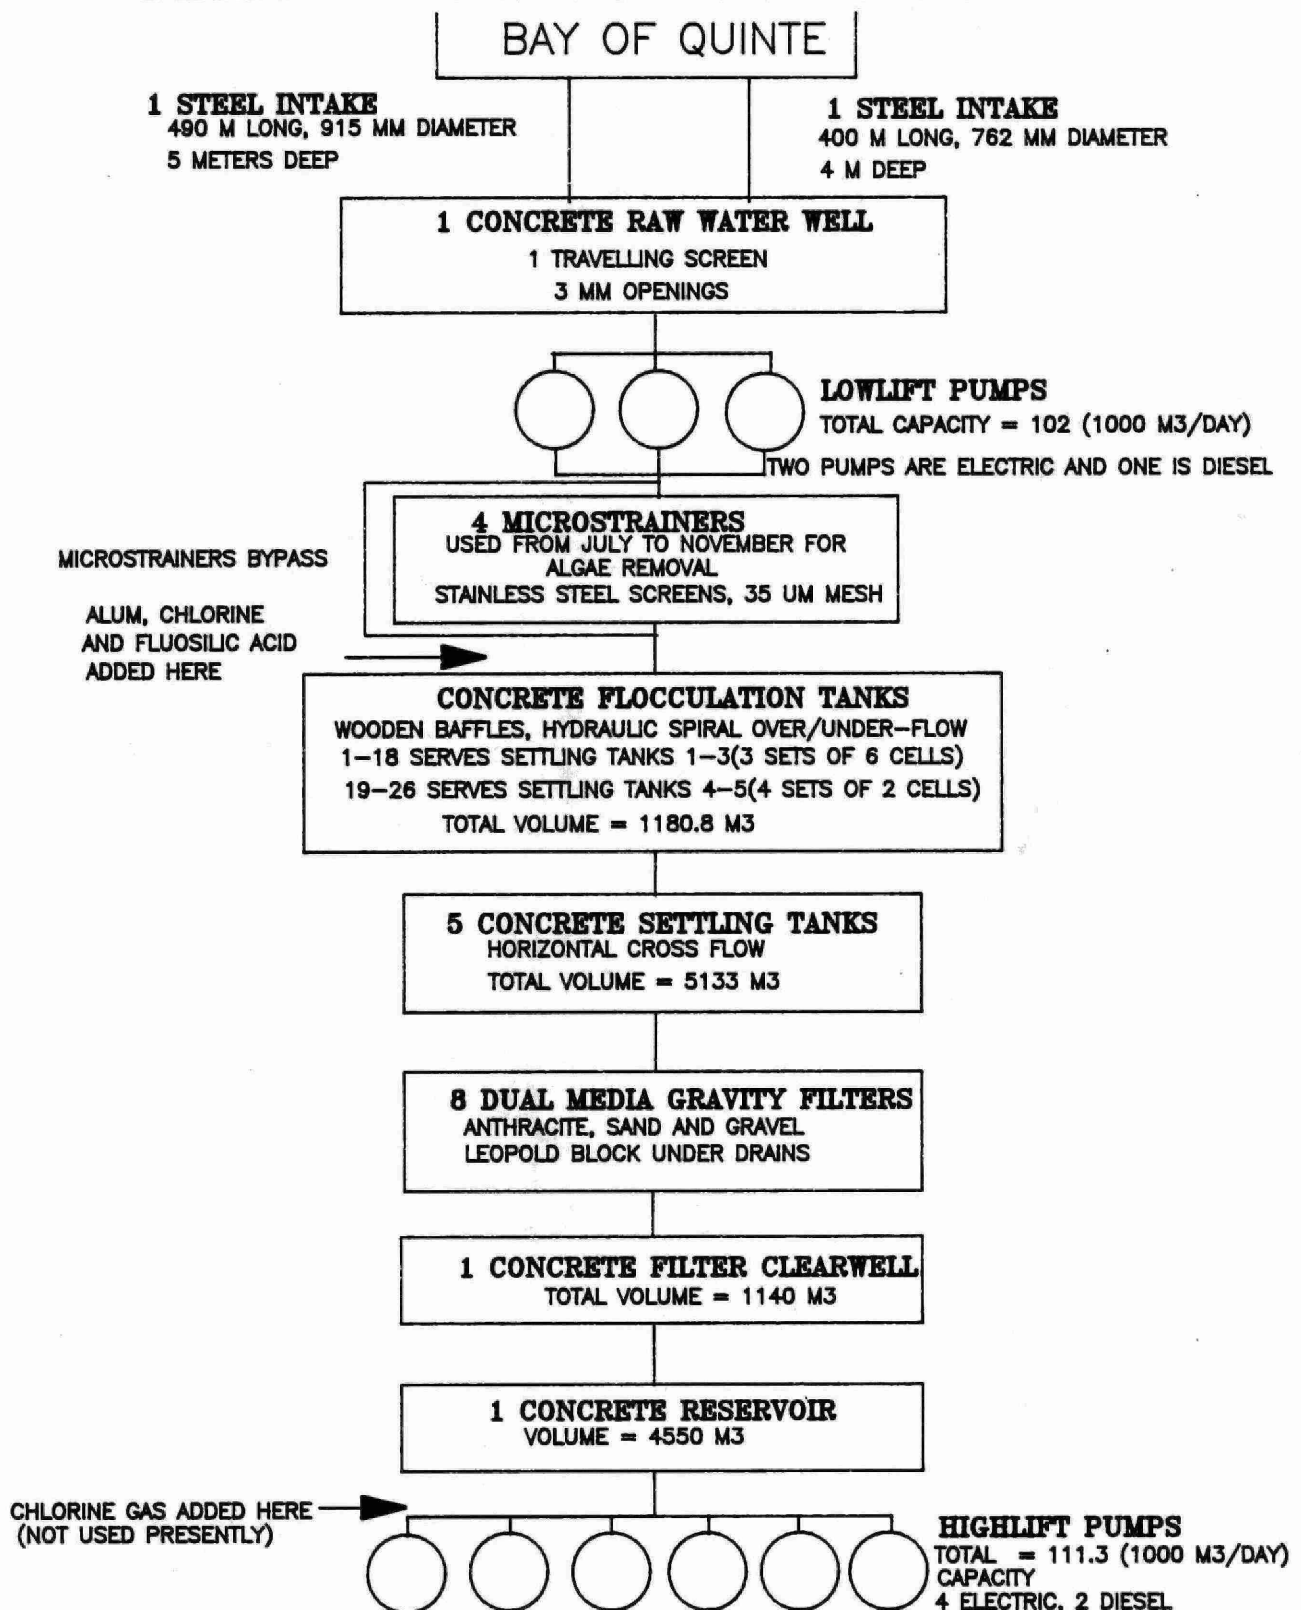 BAY OF QUINTE
1 STEEL INTAKE
490 M LONG, 915 MM DIAMETER
5 METERS DEEP
1 STEEL INTAKE
400 M LONG, 762 MM DIAMETER
4 M DEEP
1 CONCRETE RAW WATER WELL
1 TRAVELLING SCREEN
3 MM OPENINGS
LOWLIFT PUMPS
TOTAL CAPACITY = 102 (1000 M3/DAY)
TWO PUMPS ARE ELECTRIC AND ONE IS DIESEL
4 MICROSTRAINERS
USED FROM JULY TO NOVEMBER FOR
ALGAE REMOVAL
STAINLESS STEEL SCREENS, 35 UM MESH
MICROSTRAINERS BYPASS
ALUM, CHLORINE
AND FLUOSILIC ACID
ADDED HERE
CONCRETE FLOCCULATION TANKS
WOODEN BAFFLES, HYDRAULIC SPIRAL OVER/UNDER-FLOW
1-18 SERVES SETTLING TANKS 1-3(3 SETS OF 6 CELLS)
19-26 SERVES SETTLING TANKS 4-5(4 SETS OF 2 CELLS)
TOTAL VOLUME = 1180.8 M3
5 CONCRETE SETTLING TANKS
HORIZONTAL CROSS FLOW
TOTAL VOLUME = 5133 M3
8 DUAL MEDIA GRAVITY FILTERS
ANTHRACITE, SAND AND GRAVEL
LEOPOLD BLOCK UNDER DRAINS
1 CONCRETE FILTER CLEARWELL
TOTAL VOLUME = 1140 M3
1 CONCRETE RESERVOIR
VOLUME = 4550 M3
CHLORINE GAS ADDED HERE
(NOT USED PRESENTLY)
HIGHLIFT PUMPS
TOTAL = 111.3 (1000 M3/DAY)
CAPACITY
4 ELECTRIC, 2 DIESEL